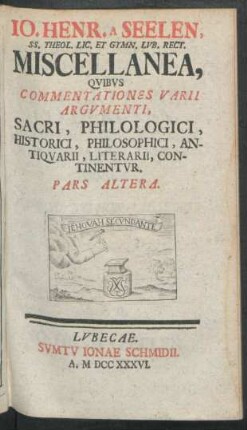 IO. HENR. A SEELEN,
SS. THEOL. LIC. ET GYMN. LVB. RECT.
MISCELLANEA,
QVIBVS
COMMENTATIONES VARII
ARGVMENTI,
SACRI, PHILOLOGICI,
HISTORICI, PHILOSOPHICI, AN-
TIQVARII, LITERARII, CON-
TINENTVR.
PARS ALTERA.
IEHOVAH SECVNDANTE
LVBECAE.
SVMTV IONAE SCHMIDII.
A. M DCC XXXVI.